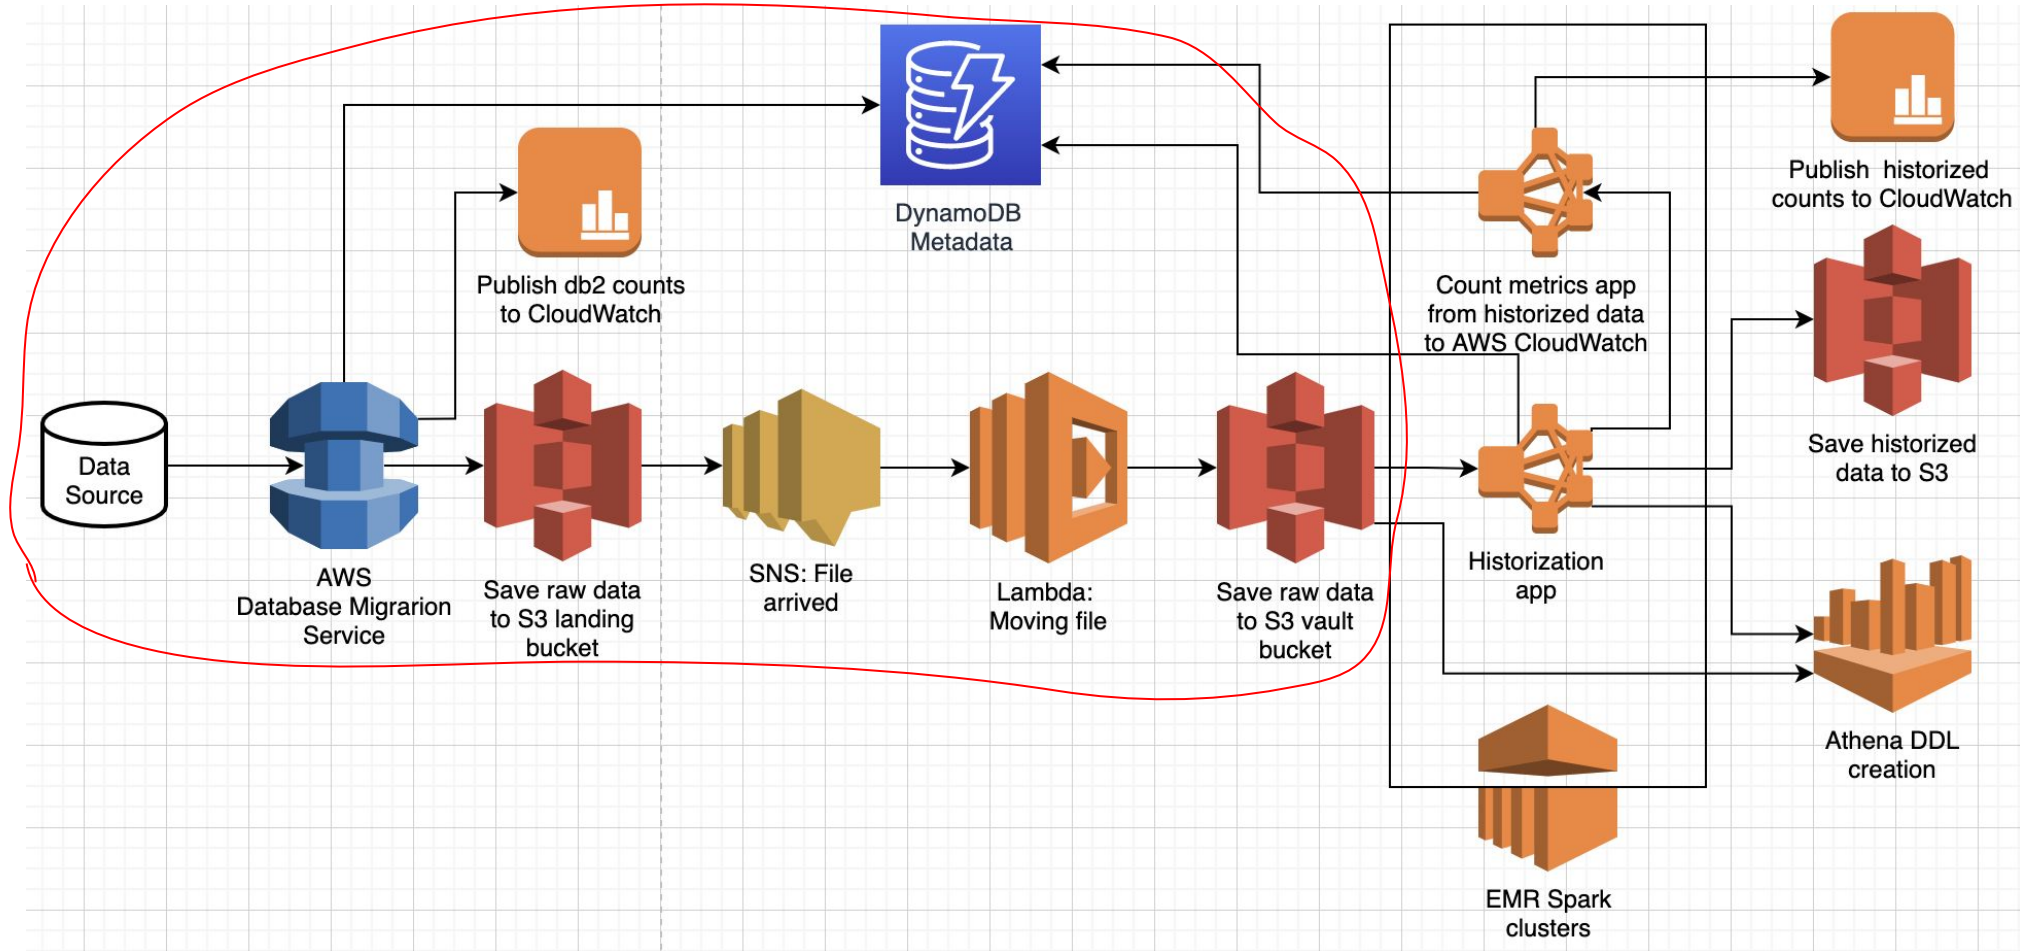 Publish historized
counts to CloudWatch
DynamoDB
Metadata
Publish db2 counts
to CloudWatch
Count metrics app
from historized data
to AWS CloudWatch
Data
Source
Save historized
data to S3
AWS
Database Migrarion
Service
Save raw data
to S3 landing
bucket
SNS: File
arrived
Lambda:
Moving file
Save raw data
to S3 vault
bucket
Historization
app
Athena DDL
creation
EMR Spark
clusters